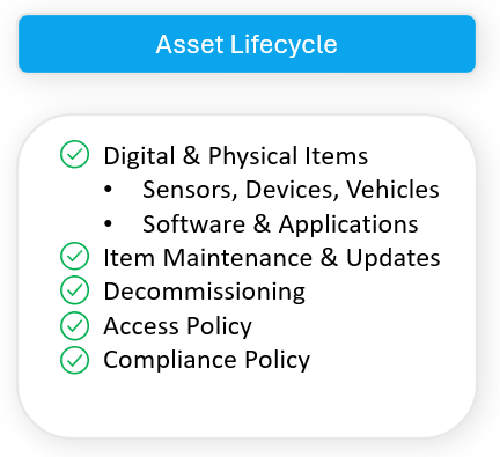 Asset Lifecycle
Digital & Physical Items
• Sensors, Devices, Vehicles
• Software & Applications
Item Maintenance & Updates
Decommissioning
Access Policy
Compliance Policy